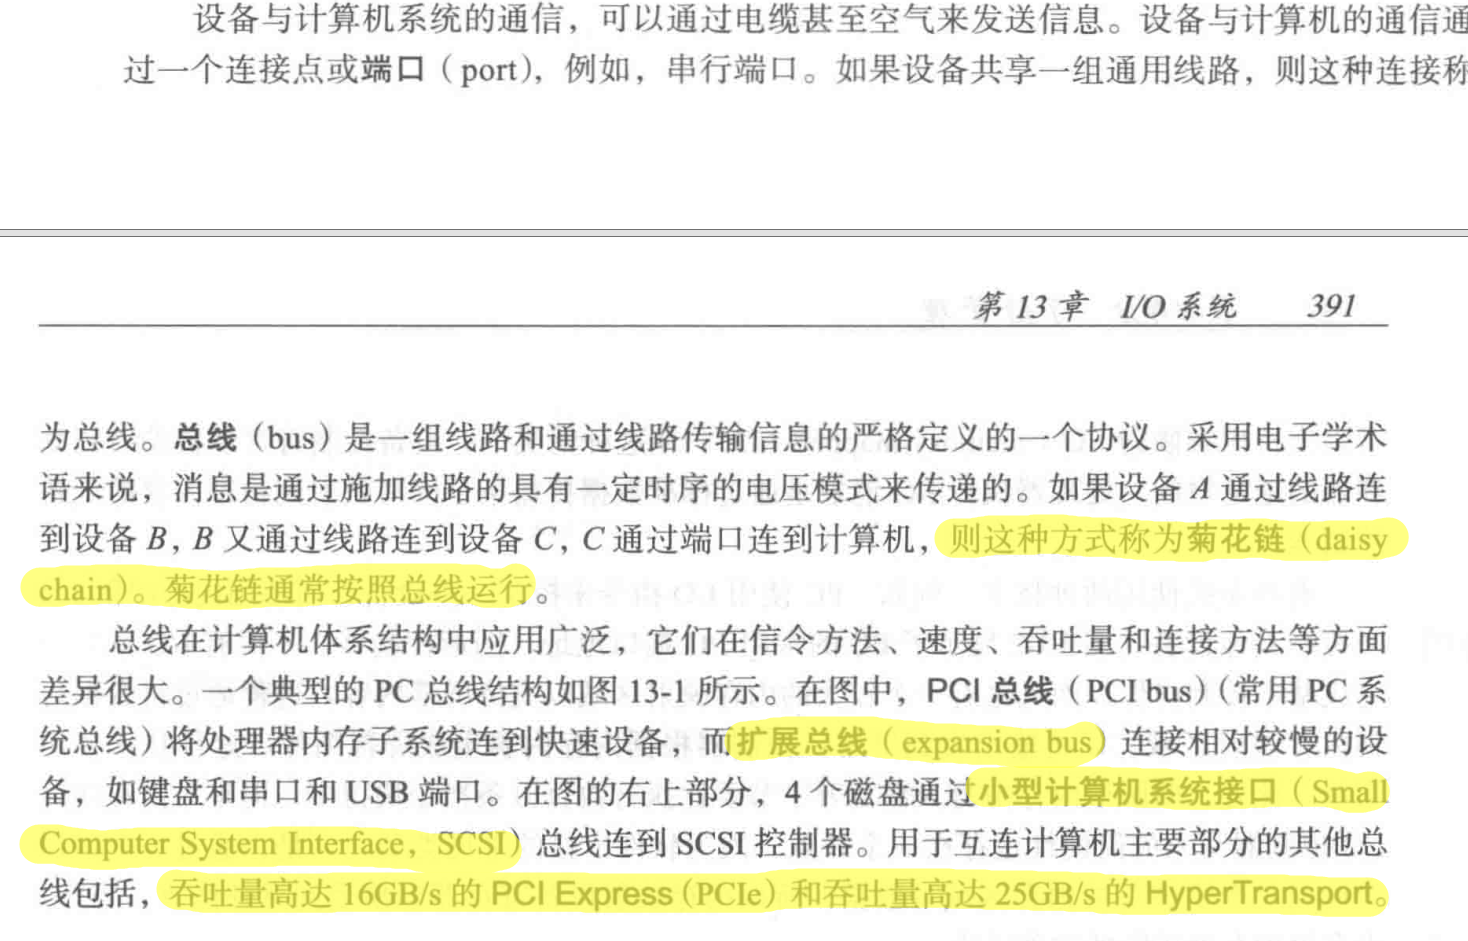 设备与计算机系统的通信，可以通过电缆甚至空气来发送信息。设备与计算机的通信通
过一个连接点或端口（port），例如，串行端口。如果设备共享一组通用线路，则这种连接称
第 13 章 I/O 系统 391
为总线。总线（bus）是一组线路和通过线路传输信息的严格定义的一个协议。采用电子学术
语来说，消息是通过施加线路的具有一定时序的电压模式来传递的。如果设备 A 通过线路连
到设备 B，B 又通过线路连到设备 C，C 通过端口连到计算机，则这种方式称为菊花链（daisy
chain）。菊花链通常按照总线运行。
总线在计算机体系结构中应用广泛，它们在信令方法、速度、吞吐量和连接方法等方面
差异很大。一个典型的 PC 总线结构如图 13-1 所示。在图中，PCI 总线（PCI bus）（常用 PC 系
统总线）将处理器内存子系统连到快速设备，而扩展总线（expansion bus）连接相对较慢的设
备，如键盘和串口和 USB 端口。在图的右上部分，4 个磁盘通过小型计算机系统接口（Small
Computer System Interface，SCSI）总线连到 SCSI 控制器。用于互连计算机主要部分的其他总
线包括，吞吐量高达 16GB/s 的 PCI Express（PCIe）和吞吐量高达 25GB/s 的 HyperTransport。